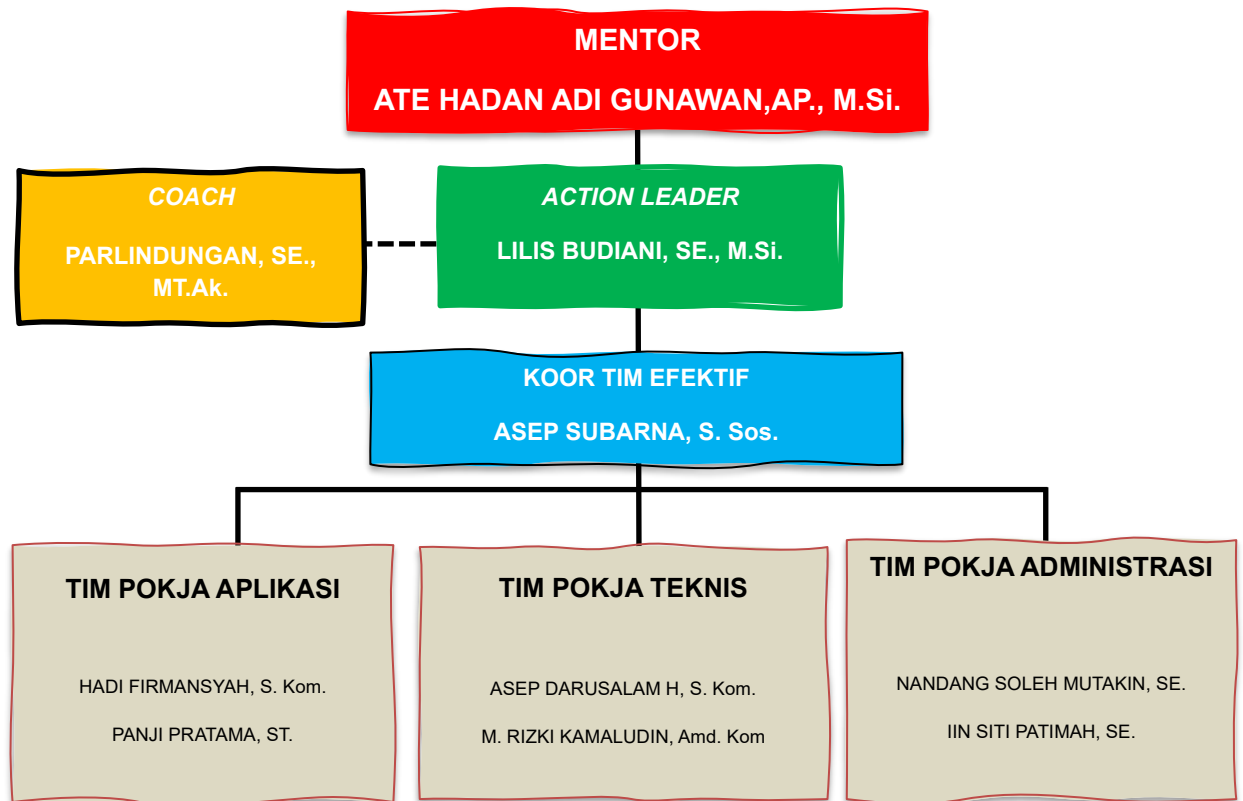 MENTOR
ATE HADAN ADI GUNAWAN,AP., M.Si.
COACH
PARLINDUNGAN, SE.,
MT.Ak.
ACTION LEADER
LILIS BUDIANI, SE., M.Si.
KOOR TIM EFEKTIF
ASEP SUBARNA, S. Sos.
TIM POKJA APLIKASI
HADI FIRMANSYAH, S. Kom.
PANJI PRATAMA, ST.
TIM POKJA TEKNIS
ASEP DARUSALAM H, S. Kom.
M. RIZKI KAMALUDIN, Amd. Kom
TIM POKJA ADMINISTRASI
NANDANG SOLEH MUTAKIN, SE.
IIN SITI PATIMAH, SE.